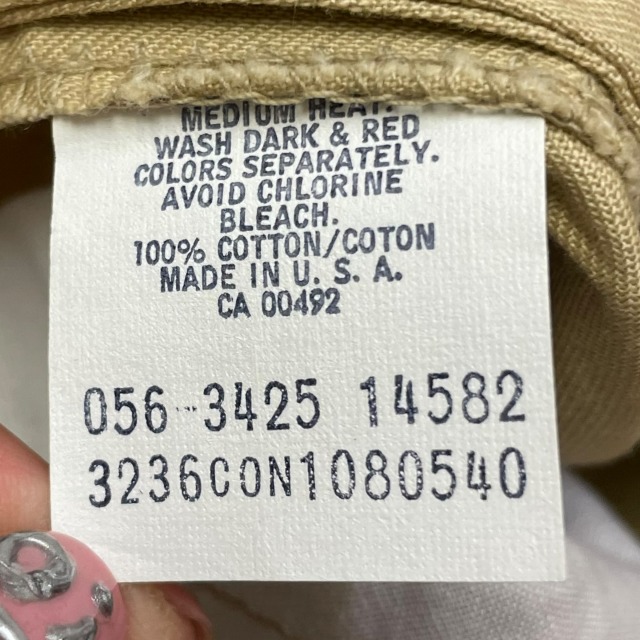 MEDIUM HEAT.
WASH DARK & RED
COLORS SEPARATELY.
AVOID CHLORINE
BLEACH.
100% COTTON/COTON
MADE IN U. S. A.
CA 00492
056-3425 14582
3236CON1080540